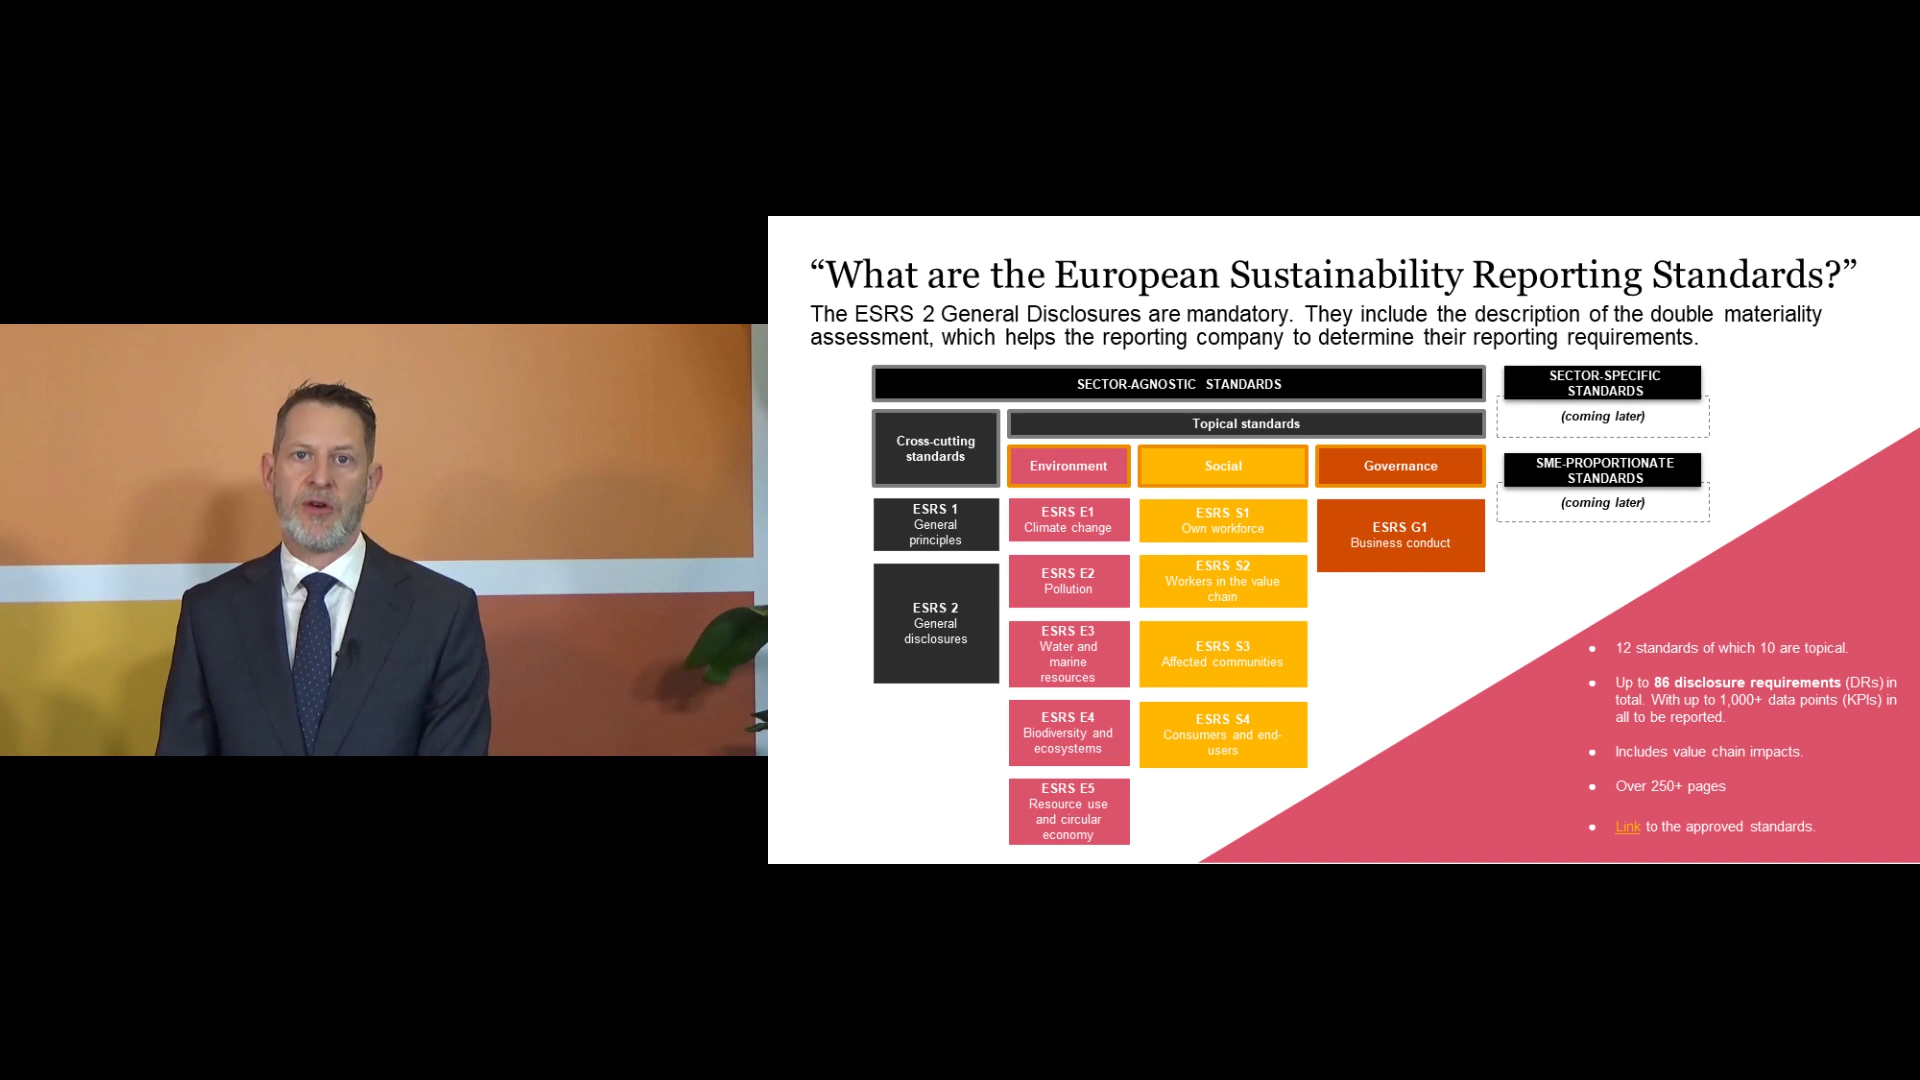 “What are the European Sustainability Reporting Standards?”
The ESRS 2 General Disclosures are mandatory. They include the description of the double materiality
assessment, which helps the reporting company to determine their reporting requirements.
SECTOR-AGNOSTIC STANDARDS
Cross-cutting
standards
Topical standards
Environment
Social
Governance
ESRS 1
General
principles
ESRS 2
General
disclosures
ESRS E1
Climate change
ESRS E2
Pollution
ESRS E3
Water and
marine
resources
ESRS E4
Biodiversity and
ecosystems
ESRS E5
Resource use
and circular
economy
ESRS S1
Own workforce
ESRS S2
Workers in the value
chain
ESRS S3
Affected communities
ESRS S4
Consumers and end-
users
ESRS G1
Business conduct
SECTOR-SPECIFIC
STANDARDS
(coming later)
SME-PROPORTIONATE
STANDARDS
(coming later)
● 12 standards of which 10 are topical.
● Up to 86 disclosure requirements (DRs) in
total. With up to 1,000+ data points (KPIs) in
all to be reported.
● Includes value chain impacts.
● Over 250+ pages
● Link to the approved standards.